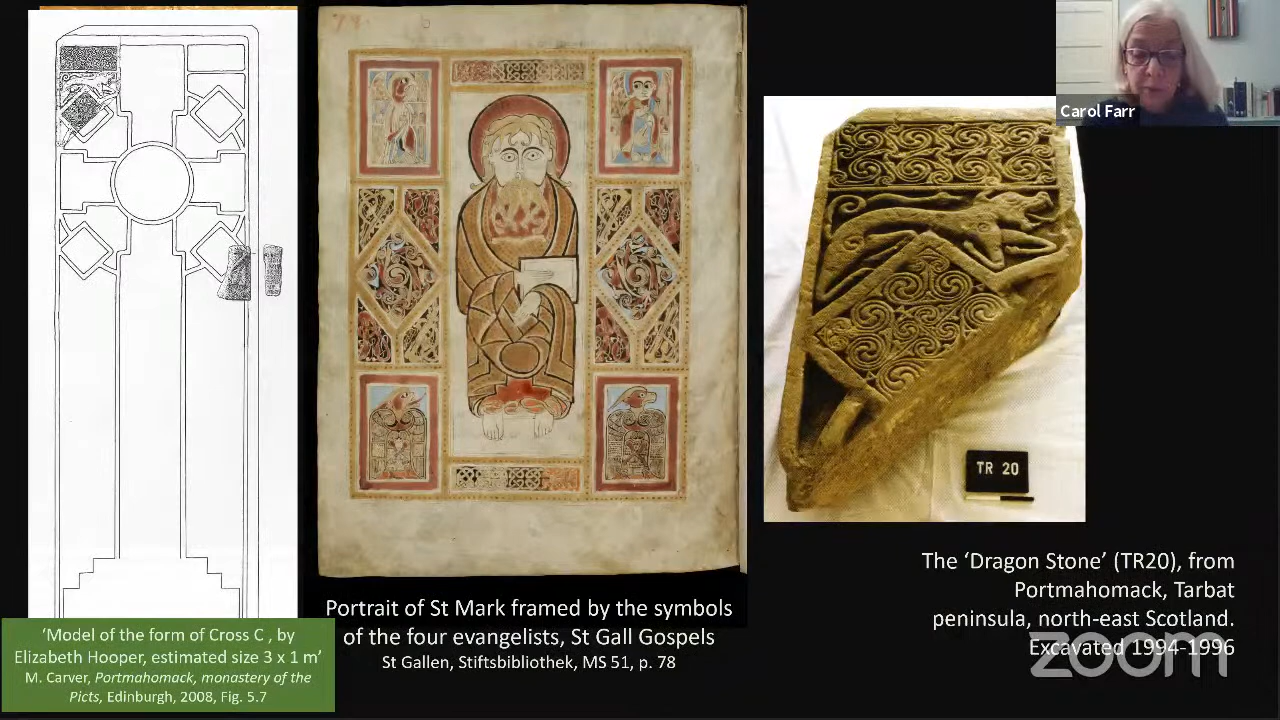 Carol Farr
TR 20
Portrait of St Mark framed by the symbols
of the four evangelists, St Gall Gospels
St Gallen, Stiftsbibliothek, MS 51, p. 78
The ‘Dragon Stone’ (TR20), from
Portmahomack, Tarbat
peninsula, north-east Scotland.
Excavated 1994-1996
zoom
‘Model of the form of Cross C , by
Elizabeth Hooper, estimated size 3 x 1 m’
M. Carver, Portmahomack, monastery of the
Picts, Edinburgh, 2008, Fig. 5.7